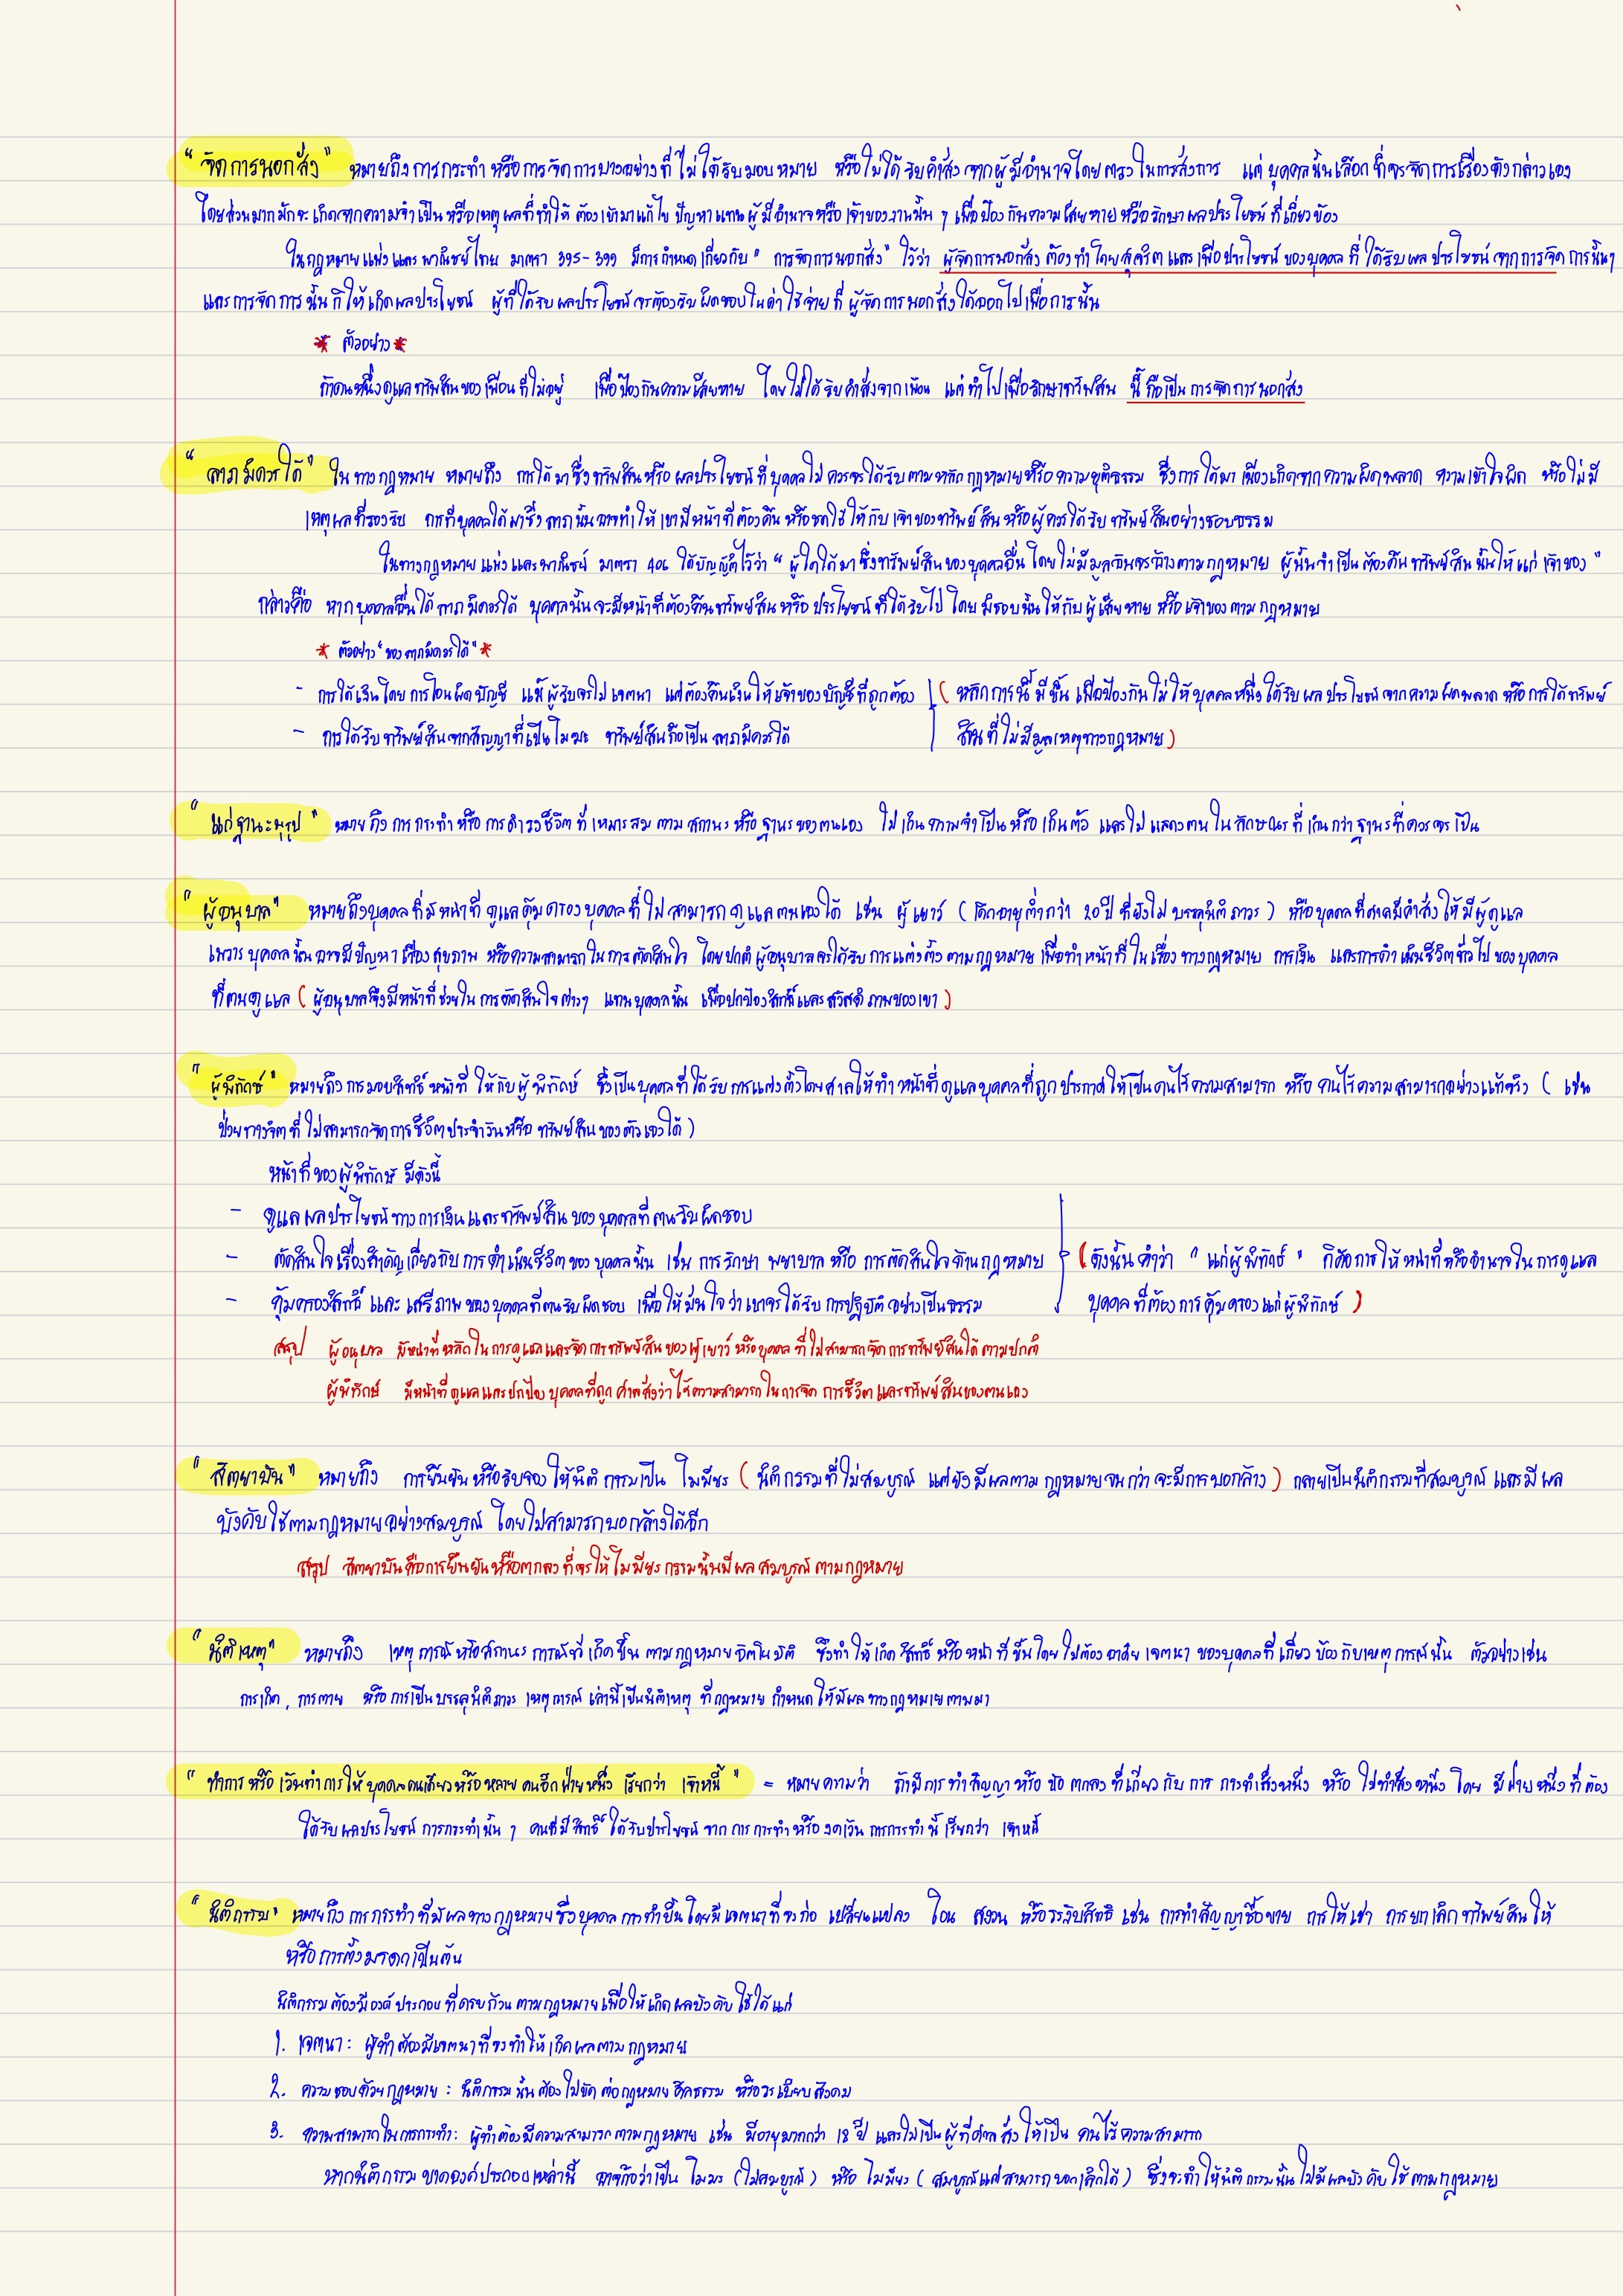 “จัดการนอกสั่ง” หมายถึงการกระทำ หรือการจัดการบางอย่างที่ ไม่ได้รับมอบหมาย หรือไม่ได้ รับคำสั่ง จากผู้มีอำนาจโดยตรงในการสั่งการ แต่ บุคคลนั้นเลือก ที่จะจัดการเรื่องดังกล่าวเอง
โดยส่วนมากมักจะเกิดจากความจำเป็น หรือเหตุผลที่ทำให้ ต้องเข้ามาแก้ไข ปัญหา แทนผู้มีอำนาจหรือ เจ้าของงานนั้น ๆ เพื่อป้องกันความเสียหาย หรือรักษาผลประโยชน์ ที่เกี่ยวข้อง
ในกฎหมายแพ่งและ พาณิชย์ไทย มาตรา 395-399 มีการกำหนดเกี่ยวกับ “ การจัดการนอกสั่ง” ไว้ว่า ผู้จัดการนอกสั่ง ต้องทำโดยสุจริต และเพื่อประโยชน์ ของบุคคล ที่ ได้รับผลประโยชน์ จากการจัดการนั้นๆ
และการจัดการ นั้น ก่อให้เกิดผลประโยชน์ ผู้ที่ได้รับผลประโยชน์จะต้องรับผิดชอบในค่าใช้จ่าย ที่ ผู้จัดการนอกสั่งได้ออกไปเพื่อการนั้น
* ตัวอย่าง *
ถ้าคนหนึ่งดูแลทรัพสินของเพื่อนที่ไม่อยู่ เพื่อป้องกันความเสียหาย โดยไม่ได้รับคำสั่งจากเพื่อน แต่ทำไปเพื่อรักษาทรัพสิน นี้ ถือเป็นการจัดการนอกสั่ง
“ลาภมิควรได้” ในทางกฎหมาย หมายถึง การได้มาซึ่งทรัพสินหรือผลประโยชน์ที่บุคคลไม่ควรจะได้รับตามหลักกฎหมายหรือความยุติธรรม ซึ่งการได้มาเนื่องเกิดจากความผิดพลาด ความเข้าใจผิด หรือไม่มี
เหตุผลที่รองรับ การที่บุคคลได้มาซึ่งลาภนั้นอาจทำให้เขามีหน้าที่ต้องคืน หรือชดใช้ให้กับเจ้าของทรัพย์สินหรือผู้ควรได้รับทรัพย์สินอย่างชอบธรรม
ในทางกฎหมายแพ่งและพาณิชย์ มาตรา 406 ได้บัญญัติไว้ว่า “ผู้ใดได้มาซึ่งทรัพย์สินของบุคคลอื่นโดยไม่มีมูลอันจะอ้างตามกฎหมาย ผู้นั้นจำเป็นต้องคืนทรัพย์สินนั้นให้แก่เจ้าของ”
กล่าวคือ หากบุคคลอื่นได้ลาภมิควรได้ บุคคลนั้นจะมีหน้าที่ต้องคืนทรัพย์สินหรือประโยชน์ที่ได้รับไปโดยมิชอบนั้นให้กับผู้เสียหาย หรือเจ้าของตามกฎหมาย
* ตัวอย่าง“ของลาภมิควรได้” *
- การได้เงินโดยการโอนผิดบัญชี แม้ผู้รับจะไม่เจตนา แต่ต้องคืนเงินให้เจ้าของบัญชีที่ถูกต้อง (หลักการนี้มีขึ้นเพื่อป้องกันไม่ให้บุคคลหนึ่งได้รับผลประโยชน์จากความผิดพลาด หรือการได้ทรัพย์
- การได้รับทรัพย์สินจากสัญญาที่เป็นโมฆะ ทรัพย์สินถือเป็นลาภมิควรได้ สินที่ไม่มีมูลเหตุทางกฎหมาย)
“แก่ฐานะนุรูป” หมายถึงการกระทำหรือการดำรงชีวิตที่เหมาะสมตามสถานะหรือฐานะของตนเอง ไม่เกินความจำเป็นหรือเกินตัว และไม่แสดงตนในลักษณะที่เกินกว่าฐานะที่ควรจะเป็น
“ผู้อนุบาล” หมายถึงบุคคลที่มีหน้าที่ดูแลคุ้มครองบุคคลที่ไม่สามารถดูแลตนเองได้ เช่น ผู้เยาว์ (เด็กอายุต่ำกว่า 20 ปี ที่ยังไม่บรรลุนิติภาวะ) หรือบุคคลที่ศาลมีคำสั่งให้มีผู้ดูแล
เพราะบุคคลนั้นอาจมีปัญหาเรื่องสุขภาพ หรือความสามารถในการตัดสินใจ โดยปกติผู้อนุบาลจะได้รับการแต่งตั้งตามกฎหมายเพื่อทำหน้าที่ในเรื่องทางกฎหมาย การเงิน และการดำเนินชีวิตทั่วไปของบุคคล
ที่ตนดูแล (ผู้อนุบาลจึงมีหน้าที่ช่วยในการตัดสินใจต่างๆ แทนบุคคลนั้น เพื่อปกป้องสิทธิ์และสวัสดิภาพของเขา)
“ผู้พิทักษ์” หมายถึงการมอบสิทธิ์หน้าที่ให้กับผู้พิทักษ์ ซึ่งเป็นบุคคลที่ได้รับการแต่งตั้งโดยศาลให้ทำหน้าที่ดูแลบุคคลที่ถูกประกาศให้เป็นคนไร้ความสามารถ หรือ คนไร้ความสามารถอย่างแท้จริง (เช่น
ป่วยทางจิตที่ไม่สามารถจัดการชีวิตประจำวันหรือทรัพย์สินของตัวเองได้)
หน้าที่ของผู้พิทักษ์ มีดังนี้
- ดูแลผลประโยชน์ทางการเงินและทรัพย์สินของบุคคลที่ตนรับผิดชอบ
- ตัดสินใจเรื่องสำคัญเกี่ยวกับการดำเนินชีวิตของบุคคลนั้น เช่น การรักษาพยาบาล หรือ การตัดสินใจด้านกฎหมาย (ดังนั้นคำว่า “แก่ผู้พิทักษ์” ก็คือการให้หน้าที่หรืออำนาจในการดูแล
- คุ้มครองสิทธิ์และเสรีภาพของบุคคลที่ตนรับผิดชอบ เพื่อให้มั่นใจว่าเขาจะได้รับการปฏิบัติอย่างเป็นธรรม บุคคลที่ต้องการคุ้มครองแก่ผู้พิทักษ์)
สรุป ผู้อนุบาล มีหน้าที่หลักในการดูแลและจัดการทรัพย์สินของผู้เยาว์หรือบุคคลที่ไม่สามารถจัดการทรัพย์สินได้ตามปกติ
ผู้พิทักษ์ มีหน้าที่ดูแลและปกป้องบุคคลที่ถูกศาลสั่งว่าไร้ความสามารถในการจัดการชีวิตและทรัพย์สินของตนเอง
“สัตยาบัน” หมายถึง การยืนยันหรือรับรองให้นิติกรรมเป็น โมฆียะ (นิติกรรมที่ไม่สมบูรณ์ แต่ยังมีผลตามกฎหมายจนกว่าจะมีการบอกล้าง) กลายเป็นนิติกรรมที่สมบูรณ์ และมีผล
บังคับใช้ตามกฎหมายอย่างสมบูรณ์ โดยไม่สามารถบอกล้างได้อีก
สรุป สัตยาบันคือการยืนยันหรือตกลงที่จะให้โมฆียะกรรมนั้นมีผลสมบูรณ์ตามกฎหมาย
“นิติเหตุ” หมายถึง เหตุการณ์หรือสถานะการณ์ที่เกิดขึ้นตามกฎหมายอัตโนมัติ ซึ่งทำให้เกิดสิทธิ์หรือหน้าที่ขึ้นโดยไม่ต้องอาศัยเจตนาของบุคคลที่เกี่ยวข้องกับเหตุการณ์นั้น ตัวอย่างเช่น
การเกิด , การตาย หรือการเป็นบรรลุนิติภาวะ เหตุการณ์เหล่านี้เป็นนิติเหตุ ที่กฎหมายกำหนดให้มีผลทางกฎหมายตามมา
“ทำการหรือเว้นทำการให้บุคคลคนเดียวหรือหลายคนอีกฝ่ายหนึ่ง เรียกว่า เจ้าหนี้” = หมายความว่า ถ้ามีการทำสัญญาหรือข้อตกลงที่เกี่ยวกับการ การทำสิ่งหนึ่ง หรือ ไม่ทำสิ่งหนึ่ง โดยมีฝ่ายหนึ่งที่ต้อง
ได้รับผลประโยชน์ การกระทำนั้น ๆ คนที่มีสิทธิ์ได้รับประโยชน์จากการการทำหรืองดเว้นการการทำนี้เรียกว่า เจ้าหนี้
“นิติกรรม” หมายถึงการการทำที่มีผลทางกฎหมายซึ่งบุคคลการทำขึ้นโดยมีเจตนาที่จะก่อ เปลี่ยนแปลง โอน สงวน หรือระงับสิทธิ เช่น การทำสัญญาซื้อขาย การให้เช่า การยกเลิกทรัพย์สินให้
หรือการตั้งมรดกเป็นต้น
นิติกรรมต้องมีองค์ประกอบที่ครบถ้วนตามกฎหมายเพื่อให้เกิดผลบังคับใช้ได้แก่
1. เจตนา : ผู้ทำต้องมีเจตนาที่จะทำให้เกิดผลตามกฎหมาย
2. ความชอบด้วยกฎหมาย : นิติกรรมนั้นต้องไม่ขัดต่อกฎหมาย ศีลธรรม หรือระเบียบสังคม
3. ความสามารถในการการทำ : ผู้ทำต้องมีความสามารถตามกฎหมาย เช่น มีอายุมากกว่า 18 ปี และไม่เป็นผู้ที่ศาลสั่งให้เป็น คนไร้ความสามารถ
หากนิติกรรมขาดองค์ประกอบเหล่านี้ อาจถือว่าเป็น โมฆะ (ไม่สมบูรณ์) หรือ โมฆียะ (สมบูรณ์แต่สามารถบอกเลิกได้) ซึ่งจะทำให้นิติกรรมนั้นไม่มีผลบังคับใช้ตามกฎหมาย